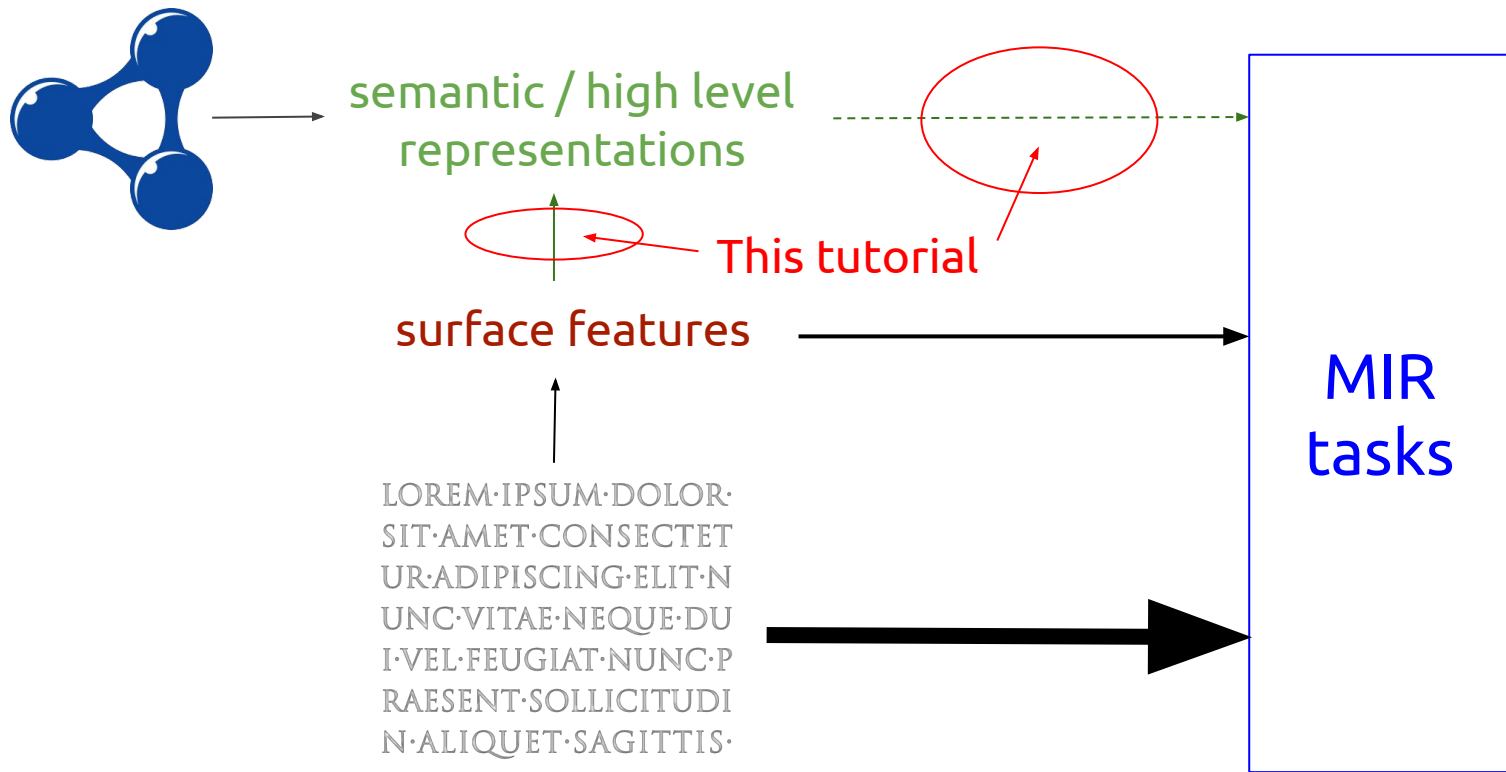 semantic / high level
representations
This tutorial
surface features
MIR
tasks
LOREM·IPSUM·DOLOR·
SIT·AMET·CONSECTET
UR·ADIPISCING·ELIT·N
UNC·VITAE·NEQUE·DU
I·VEL·FEUGIAT·NUNC·P
RAESENT·SOLLICITUDI
N·ALIQUET·SAGITTIS·